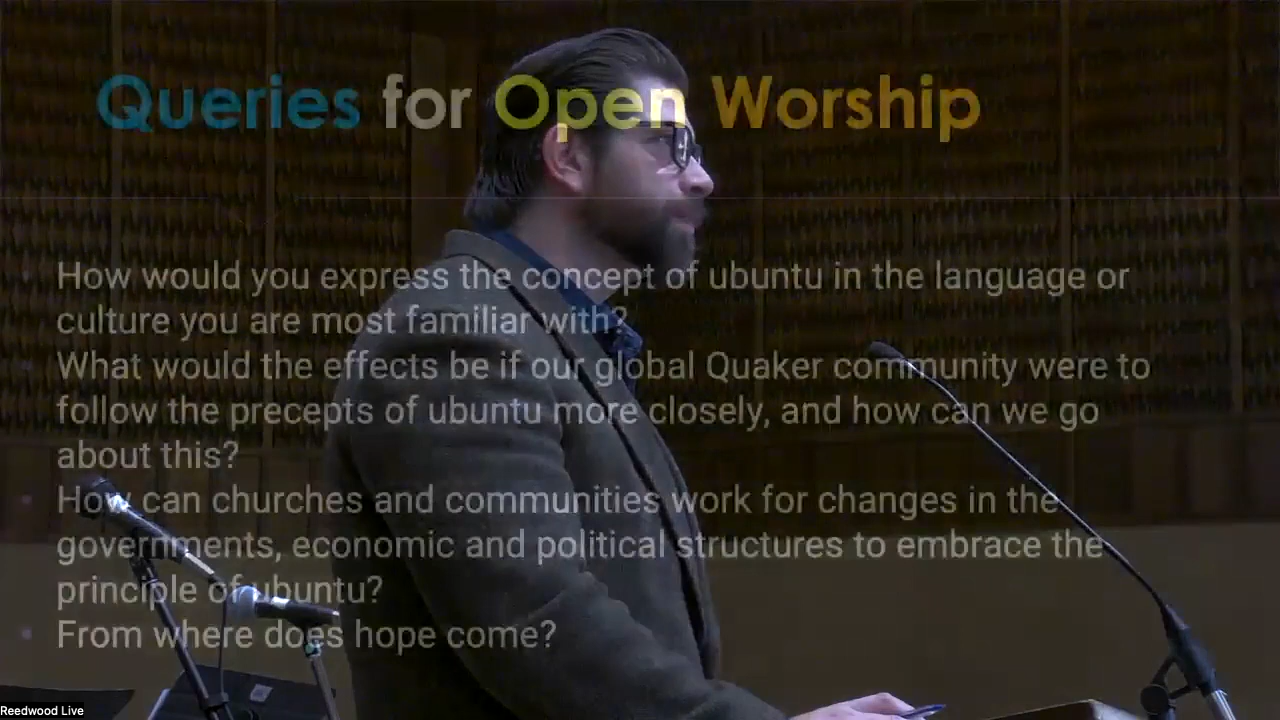 Queries for Open Worship
How would you express the concept of ubuntu in the language or
culture you are most familiar with?
What would the effects be if our global Quaker community were to
follow the precepts of ubuntu more closely, and how can we go
about this?
How can churches and communities work for changes in the
governments, economic and political structures to embrace the
principle of ubuntu?
From where does hope come?
Reedwood Live